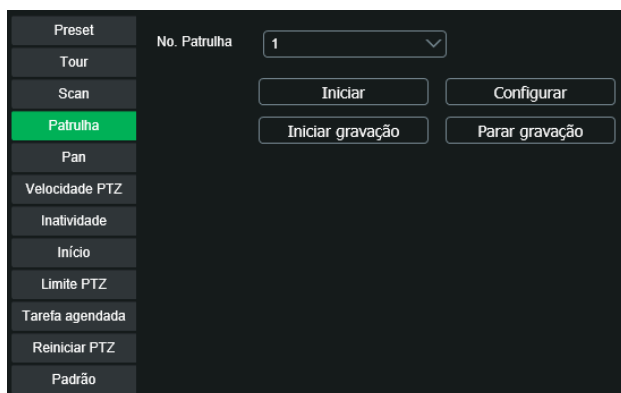 Preset
Tour
Scan
Patrulha
Pan
Velocidade PTZ
Inatividade
Início
Limite PTZ
Tarefa agendada
Reiniciar PTZ
Padrão
No. Patrulha 1
Iniciar Configurar
Iniciar gravação Parar gravação